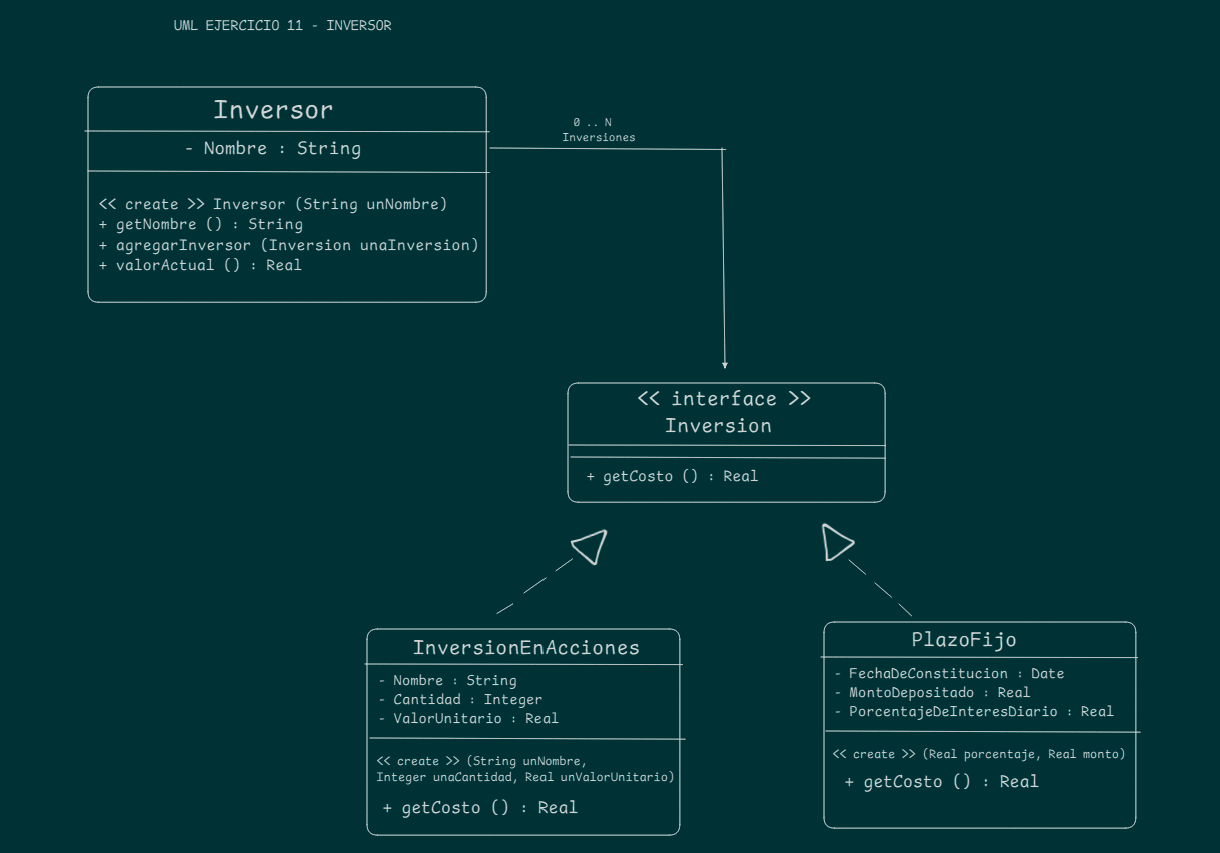 UML EJERCICIO 11 - INVERSOR
Inversor
- Nombre : String
<< create >> Inversor (String unNombre)
+ getNombre () : String
+ agregarInversor (Inversion unaInversion)
+ valorActual () : Real
0 .. N
Inversiones
<< interface >>
Inversion
+ getCosto () : Real
InversionEnAcciones
- Nombre : String
- Cantidad : Integer
- ValorUnitario : Real
<< create >> (String unNombre,
Integer unaCantidad, Real unValorUnitario)
+ getCosto () : Real
PlazoFijo
- FechaDeConstitucion : Date
- MontoDepositado : Real
- PorcentajeDeInteresDiario : Real
<< create >> (Real porcentaje, Real monto)
+ getCosto () : Real